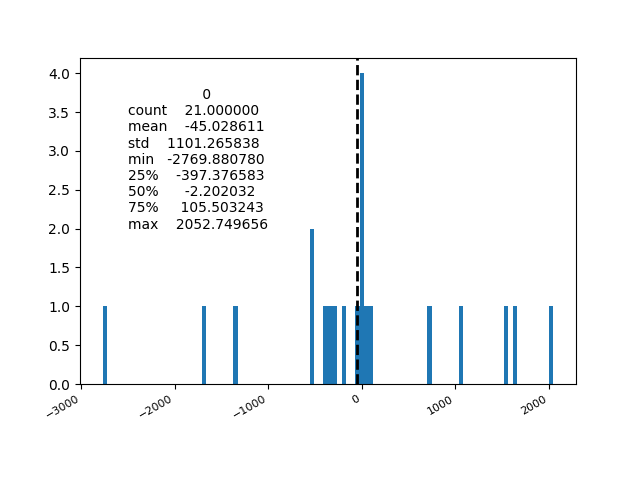 4.0
3.5
3.0
2.5
2.0
1.5
1.0
0.5
0.0
0
count 21.000000
mean -45.028611
std 1101.265838
min -2769.880780
25% -397.376583
50% -2.202032
75% 105.503243
max 2052.749656
−3000 −2000 −1000 0 1000 2000